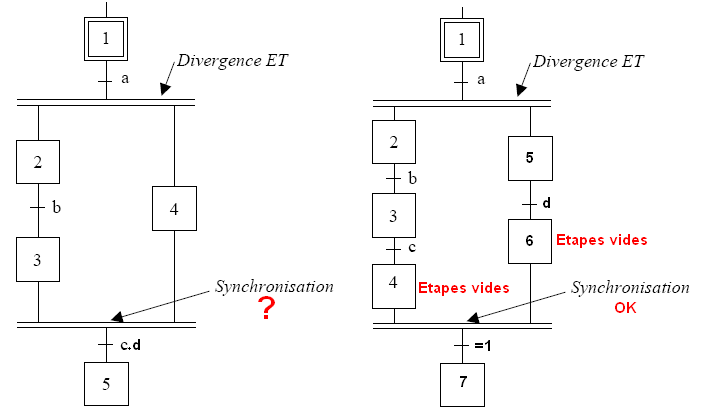 1
a
Divergence ET
2
b
3
4
Synchronisation
?
c.d
5
1
a
Divergence ET
2
b
3
c
4
Etapes vides
5
d
6
Etapes vides
Synchronisation
OK
=1
7